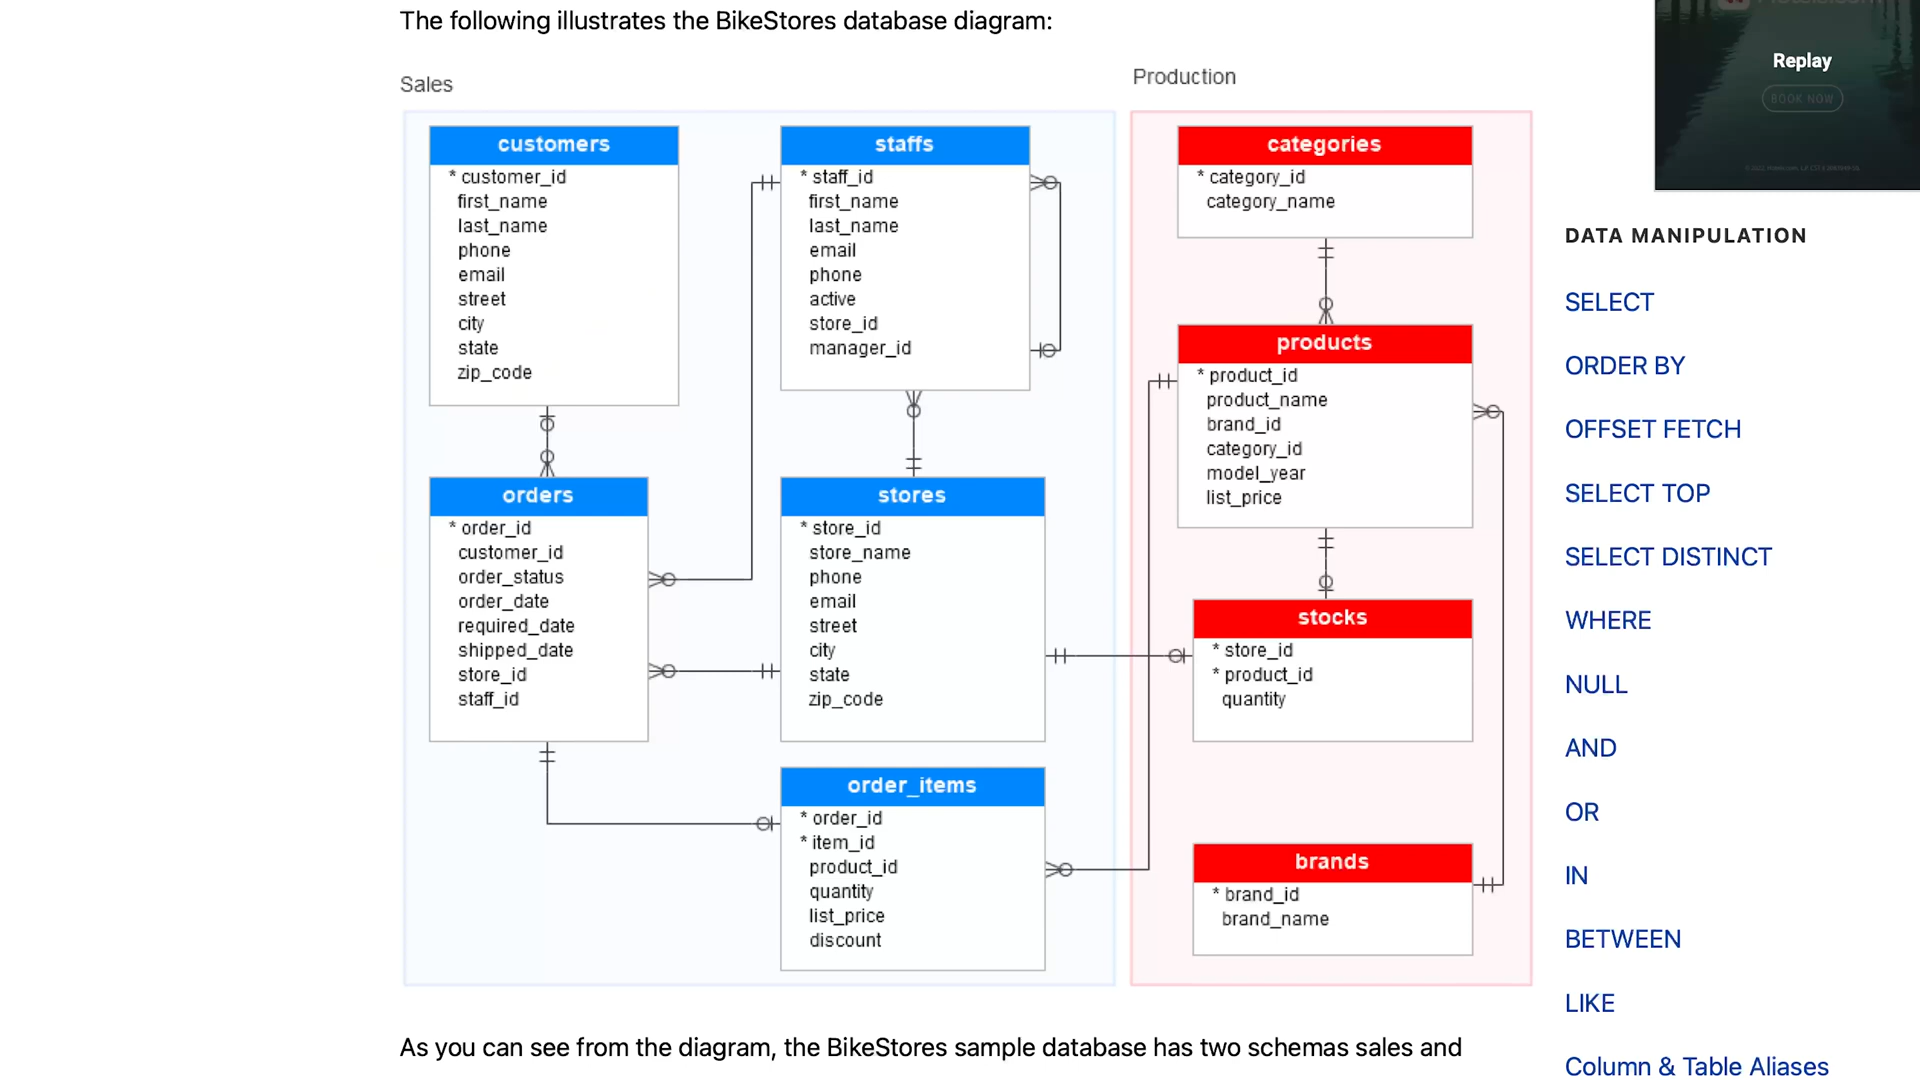 The following illustrates the BikeStores database diagram:
Sales
Production
customers
* customer_id
first_name
last_name
phone
email
street
city
state
zip_code
staffs
* staff_id
first_name
last_name
email
phone
active
store_id
manager_id
categories
* category_id
category_name
products
* product_id
product_name
brand_id
category_id
model_year
list_price
orders
* order_id
customer_id
order_status
order_date
required_date
shipped_date
store_id
staff_id
stores
* store_id
store_name
phone
email
street
city
state
zip_code
stocks
* store_id
* product_id
quantity
order_items
* order_id
* item_id
product_id
quantity
list_price
discount
brands
* brand_id
brand_name
As you can see from the diagram, the BikeStores sample database has two schemas sales and
Replay
BOOK NOW
DATA MANIPULATION
SELECT
ORDER BY
OFFSET FETCH
SELECT TOP
SELECT DISTINCT
WHERE
NULL
AND
OR
IN
BETWEEN
LIKE
Column & Table Aliases